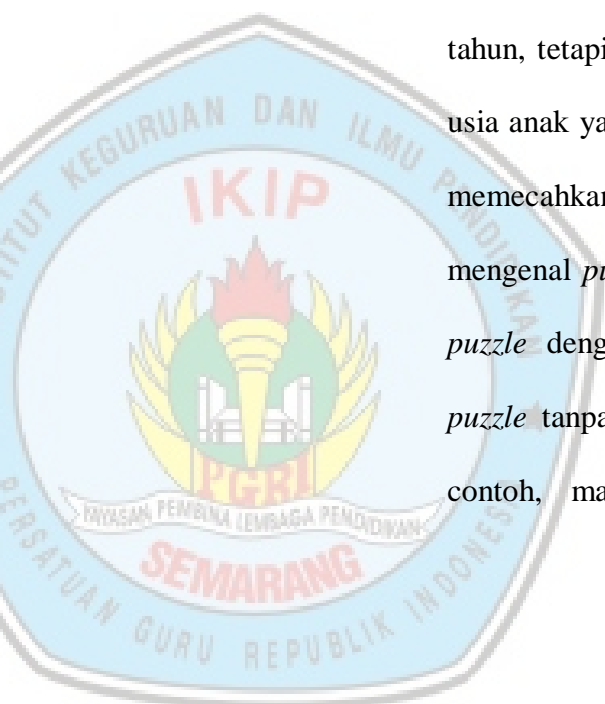 tahun, tetapi
usia anak ya
memecahkan
mengenal pu
puzzle deng
puzzle tanpa
contoh, ma
INSTITUT KEGURUAN DAN ILMU PENDIDIKAN
IKIP
PGRI
YAYASAN PEMBINA LEMBAGA PENDIDIKAN
SEMARANG
PERSATUAN GURU REPUBLIK INDONESIA